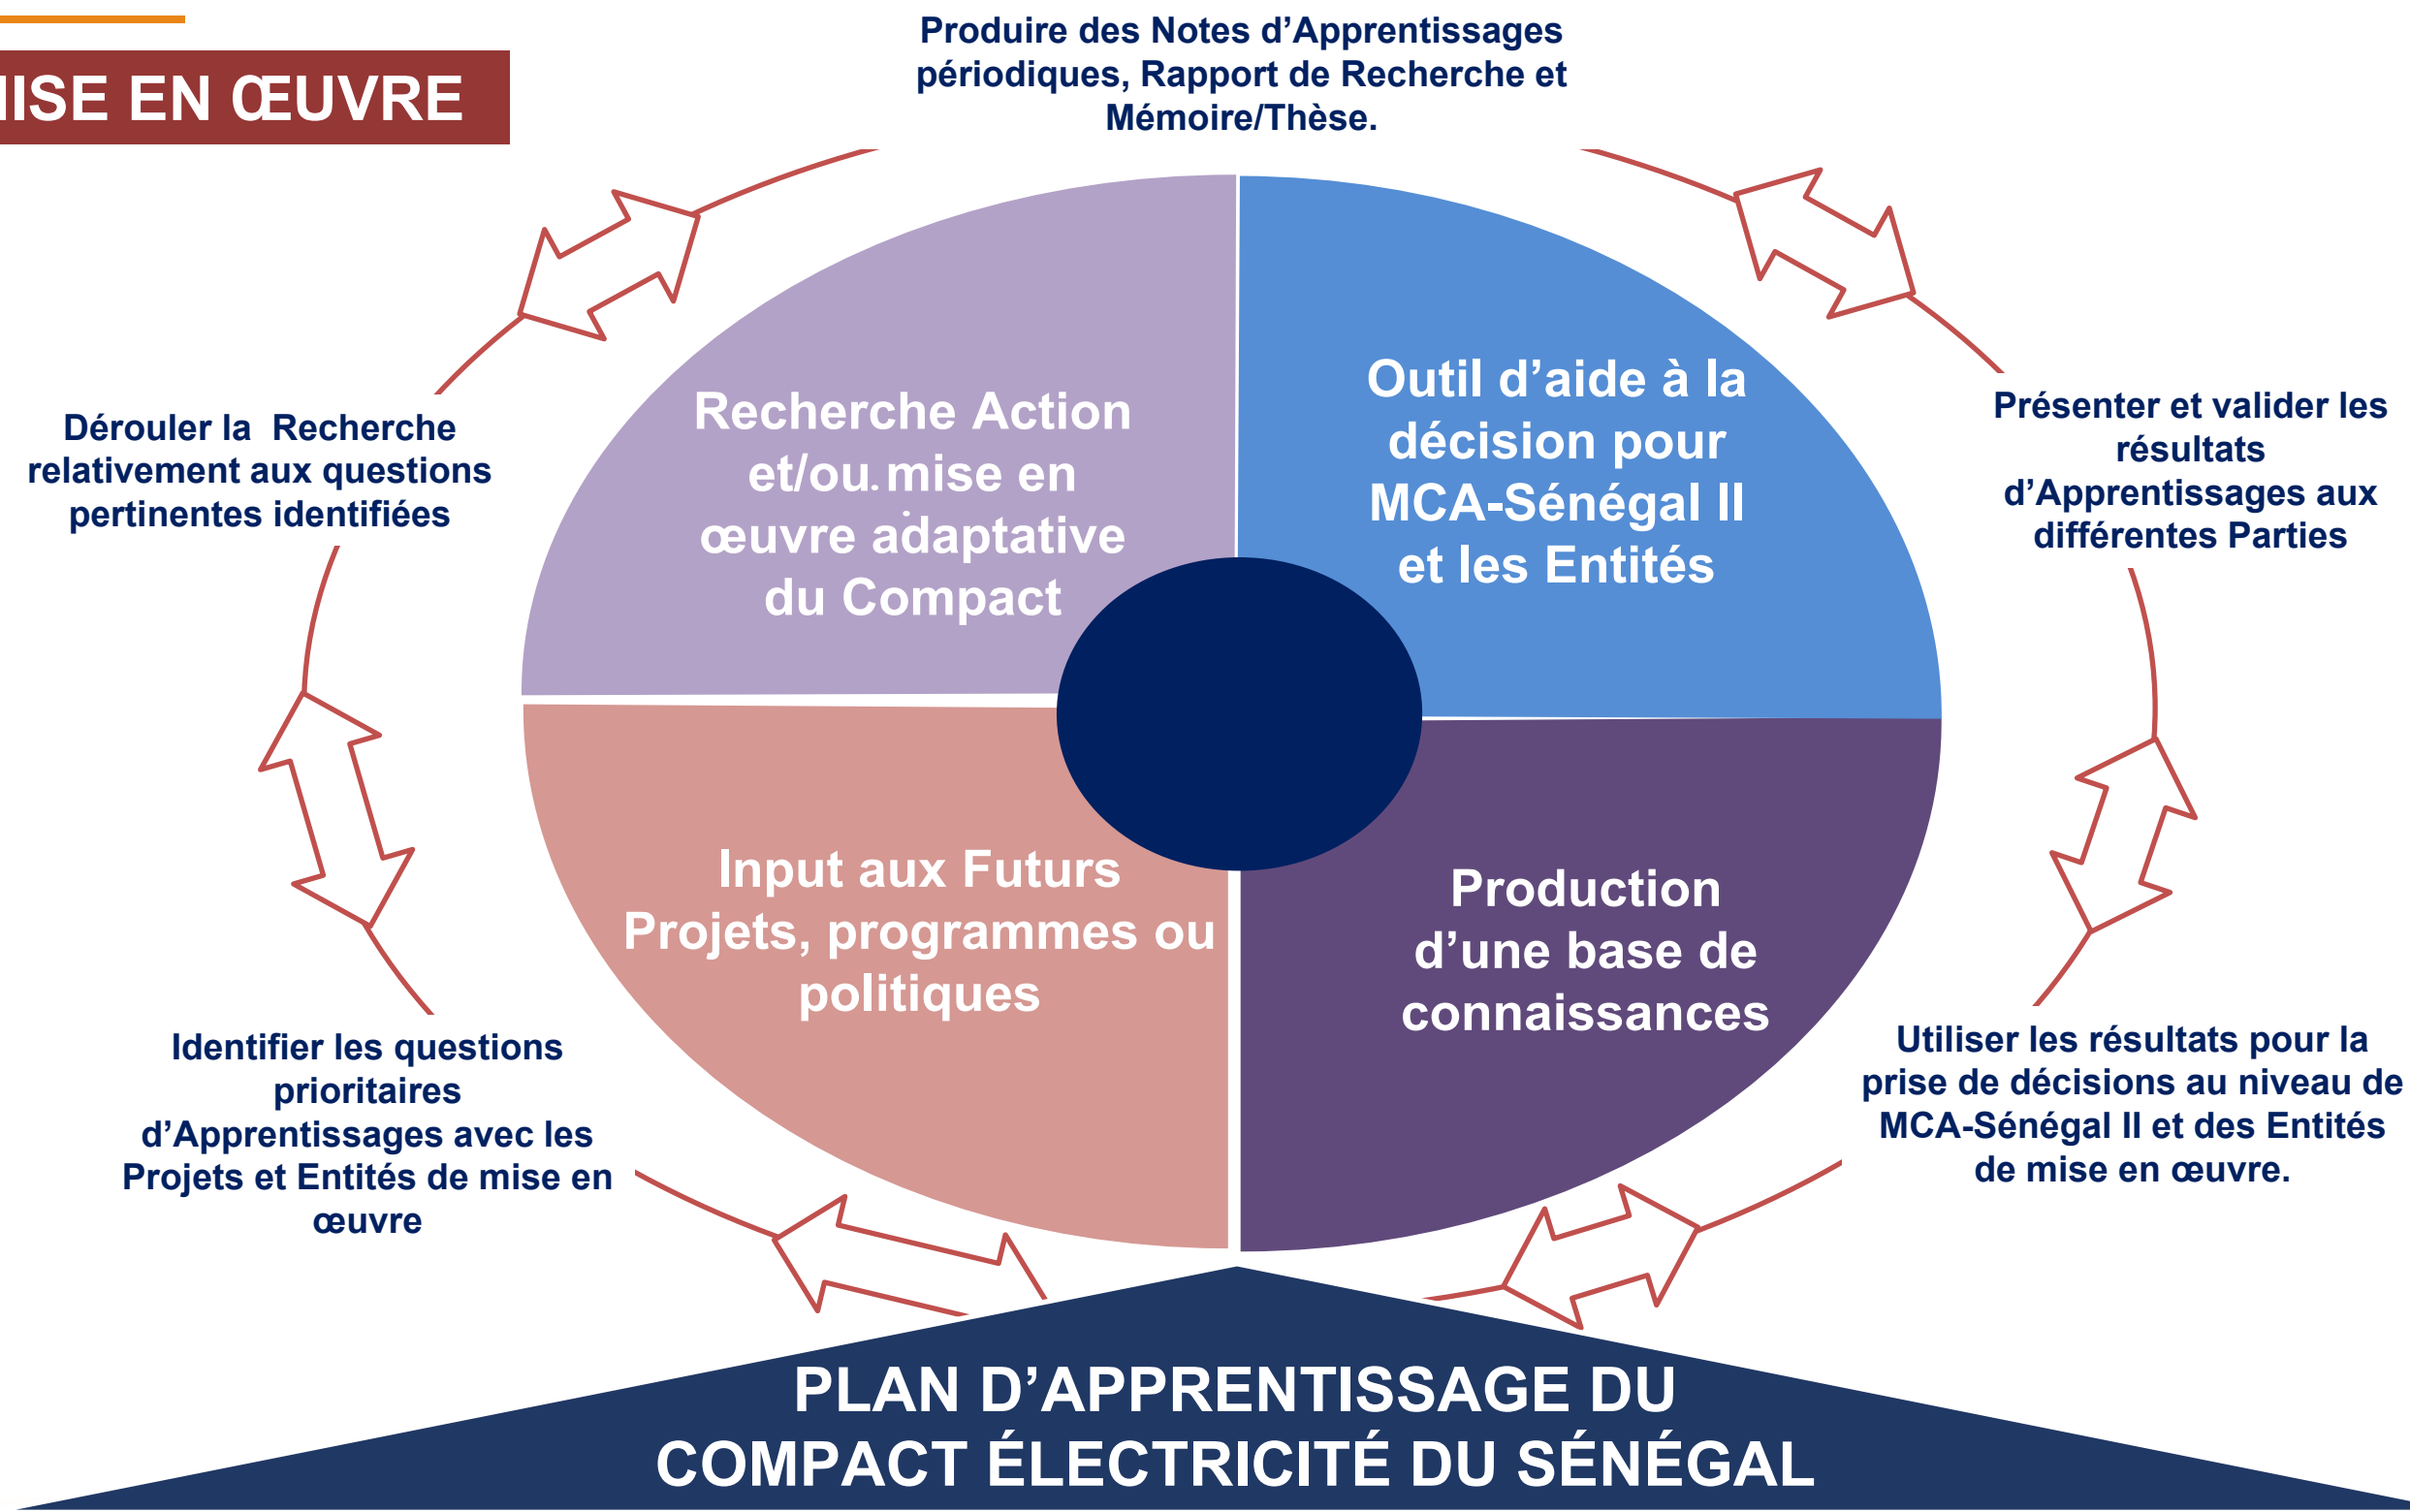 Produire des Notes d’Apprentissages
périodiques, Rapport de Recherche et
Mémoire/Thèse.
EN ŒUVRE
Outil d’aide à la
décision pour
MCA-Sénégal II
et les Entités
Recherche Action
et/ou mise en
œuvre adaptative
du Compact
Présenter et valider les
résultats
d’Apprentissages aux
différentes Parties
Dérouler la Recherche
relativement aux questions
pertinentes identifiées
Input aux Futurs
Projets, programmes ou
politiques
Production
d’une base de
connaissances
Identifier les questions
prioritaires
d’Apprentissages avec les
Projets et Entités de mise en
œuvre
Utiliser les résultats pour la
prise de décisions au niveau de
MCA-Sénégal II et des Entités
de mise en œuvre.
PLAN D’APPRENTISSAGE DU
COMPACT ÉLECTRICITÉ DU SÉNÉGAL